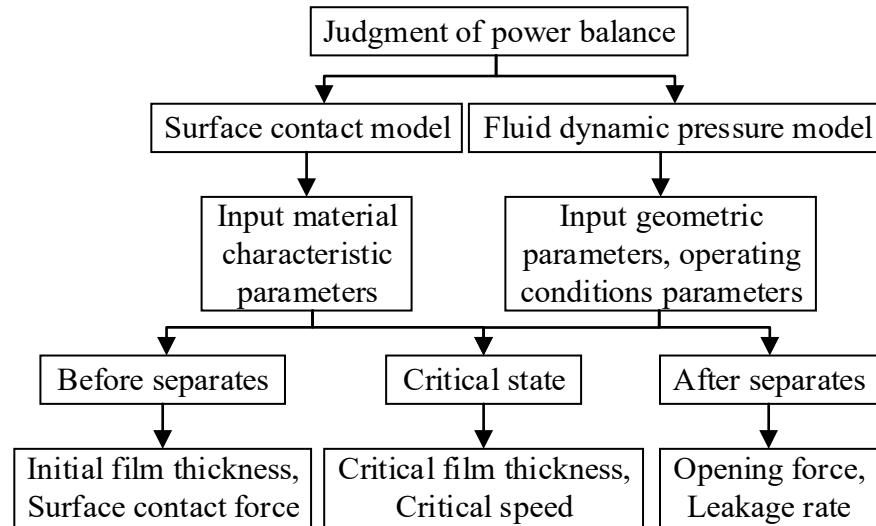 Judgment of power balance
Surface contact model
Fluid dynamic pressure model
Input material
characteristic
parameters
Input geometric
parameters, operating
conditions parameters
Before separates
Critical state
After separates
Initial film thickness,
Surface contact force
Critical film thickness,
Critical speed
Opening force,
Leakage rate